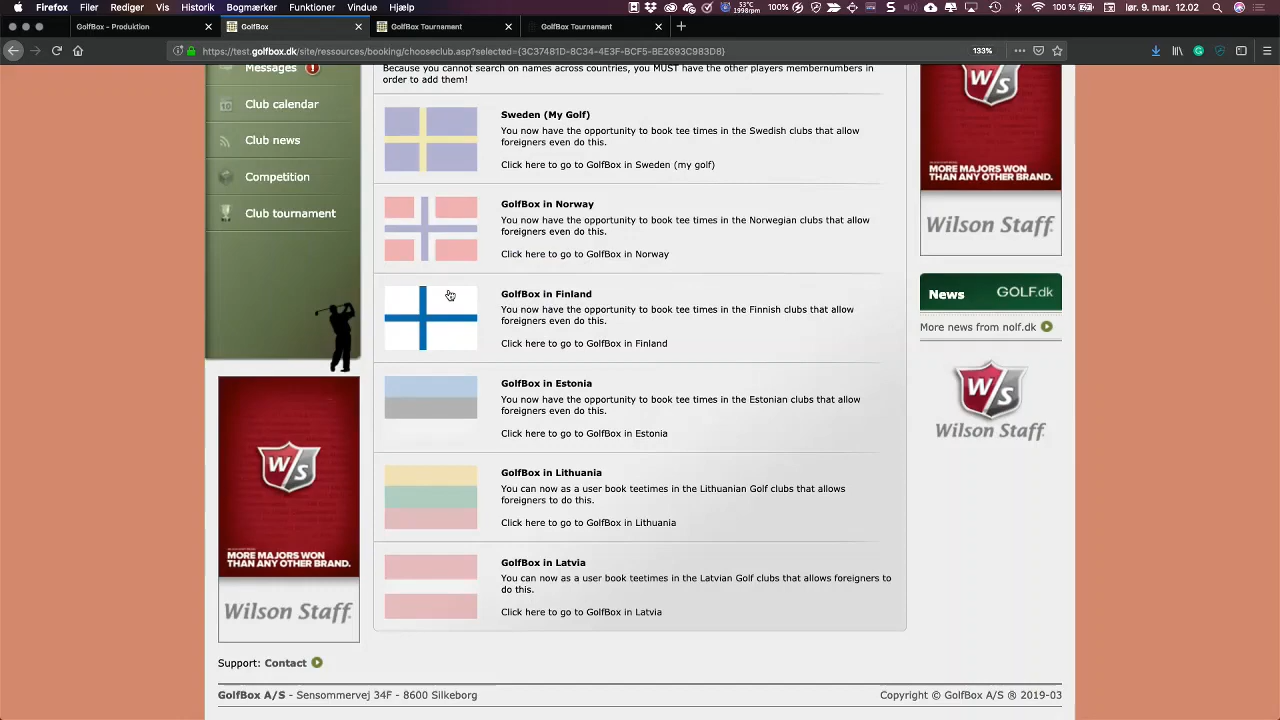 Firefox Filer Rediger Vis Historik Bogmærker Funktioner Vindue Hjælp
100%
100 %
lør. 9. mar. 12.02
GolfBox - Produktion
GolfBox
GolfBox Tournament
GolfBox Tournament
https://test.golfbox.dk/site/ressources/booking/chooseclub.asp?selected={3C37481D-8C34-4E3F-BCF5-BE2693C983D8}
133%
Messages
Club calendar
Club news
Competition
Club tournament
Because you cannot search on names across countries, you MUST have the other players membernumbers in
order to add them!
Sweden (My Golf)
You now have the opportunity to book tee times in the Swedish clubs that allow
foreigners even do this.
Click here to go to GolfBox in Sweden (my golf)
GolfBox in Norway
You now have the opportunity to book tee times in the Norwegian clubs that allow
foreigners even do this.
Click here to go to GolfBox in Norway
GolfBox in Finland
You now have the opportunity to book tee times in the Finnish clubs that allow
foreigners even do this.
Click here to go to GolfBox in Finland
GolfBox in Estonia
You now have the opportunity to book tee times in the Estonian clubs that allow
foreigners even do this.
Click here to go to GolfBox in Estonia
GolfBox in Lithuania
You can now as a user book teetimes in the Lithuanian Golf clubs that allows
foreigners to do this.
Click here to go to GolfBox in Lithuania
GolfBox in Latvia
You can now as a user book teetimes in the Latvian Golf clubs that allows foreigners to
do this.
Click here to go to GolfBox in Latvia
W/S
MORE MAJORS WON
THAN ANY OTHER BRAND.
Wilson Staff
News GOLF.dk
More news from nolf.dk
W/S
Wilson Staff
W/S
MORE MAJORS WON
THAN ANY OTHER BRAND.
Wilson Staff
Support: Contact
GolfBox A/S - Sensommervej 34F - 8600 Silkeborg
Copyright © GolfBox A/S ® 2019-03